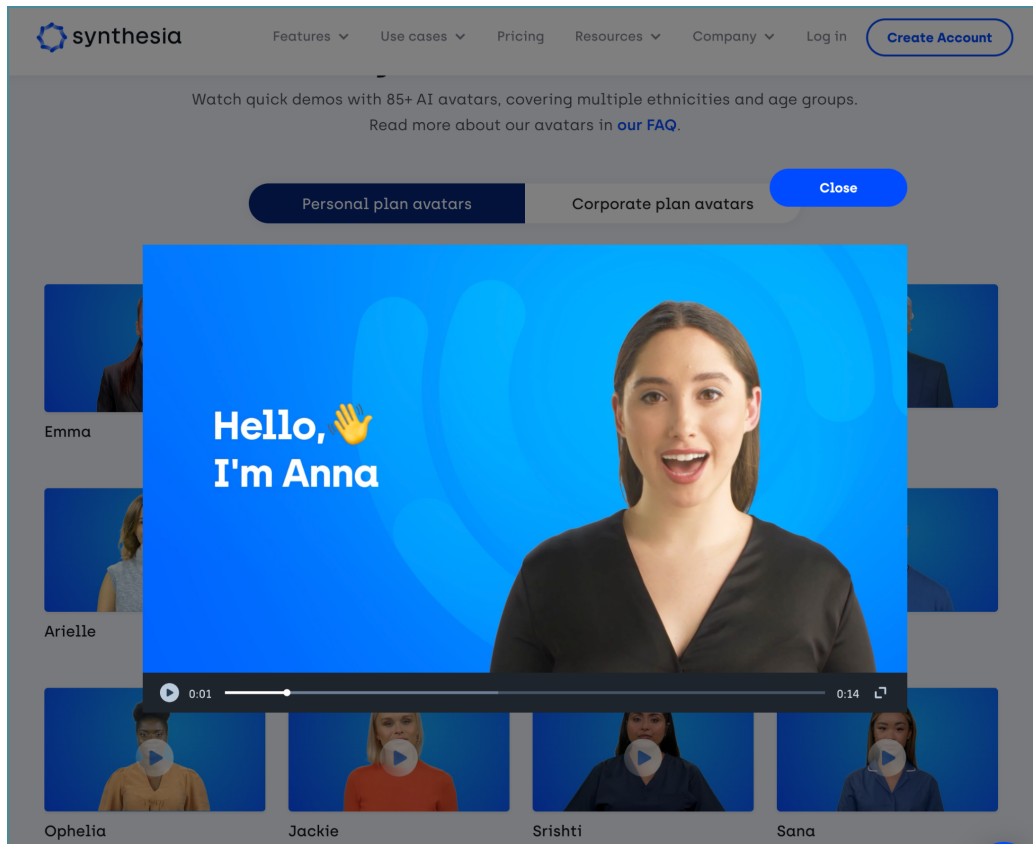 synthesia
Features
Use cases
Pricing
Resources
Company
Log in
Create Account
Watch quick demos with 85+ AI avatars, covering multiple ethnicities and age groups.
Read more about our avatars in our FAQ.
Close
Personal plan avatars
Corporate plan avatars
Hello,👋
I'm Anna
0:01
0:14
Emma
Arielle
Ophelia
Jackie
Srishti
Sana